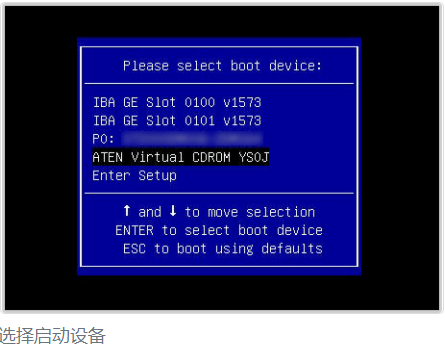 Please select boot device:
IBA GE Slot 0100 v1573
IBA GE Slot 0101 v1573
P0:
ATEN Virtual CDROM YS0J
Enter Setup
↑ and ↓ to move selection
ENTER to select boot device
ESC to boot using defaults
选择启动设备